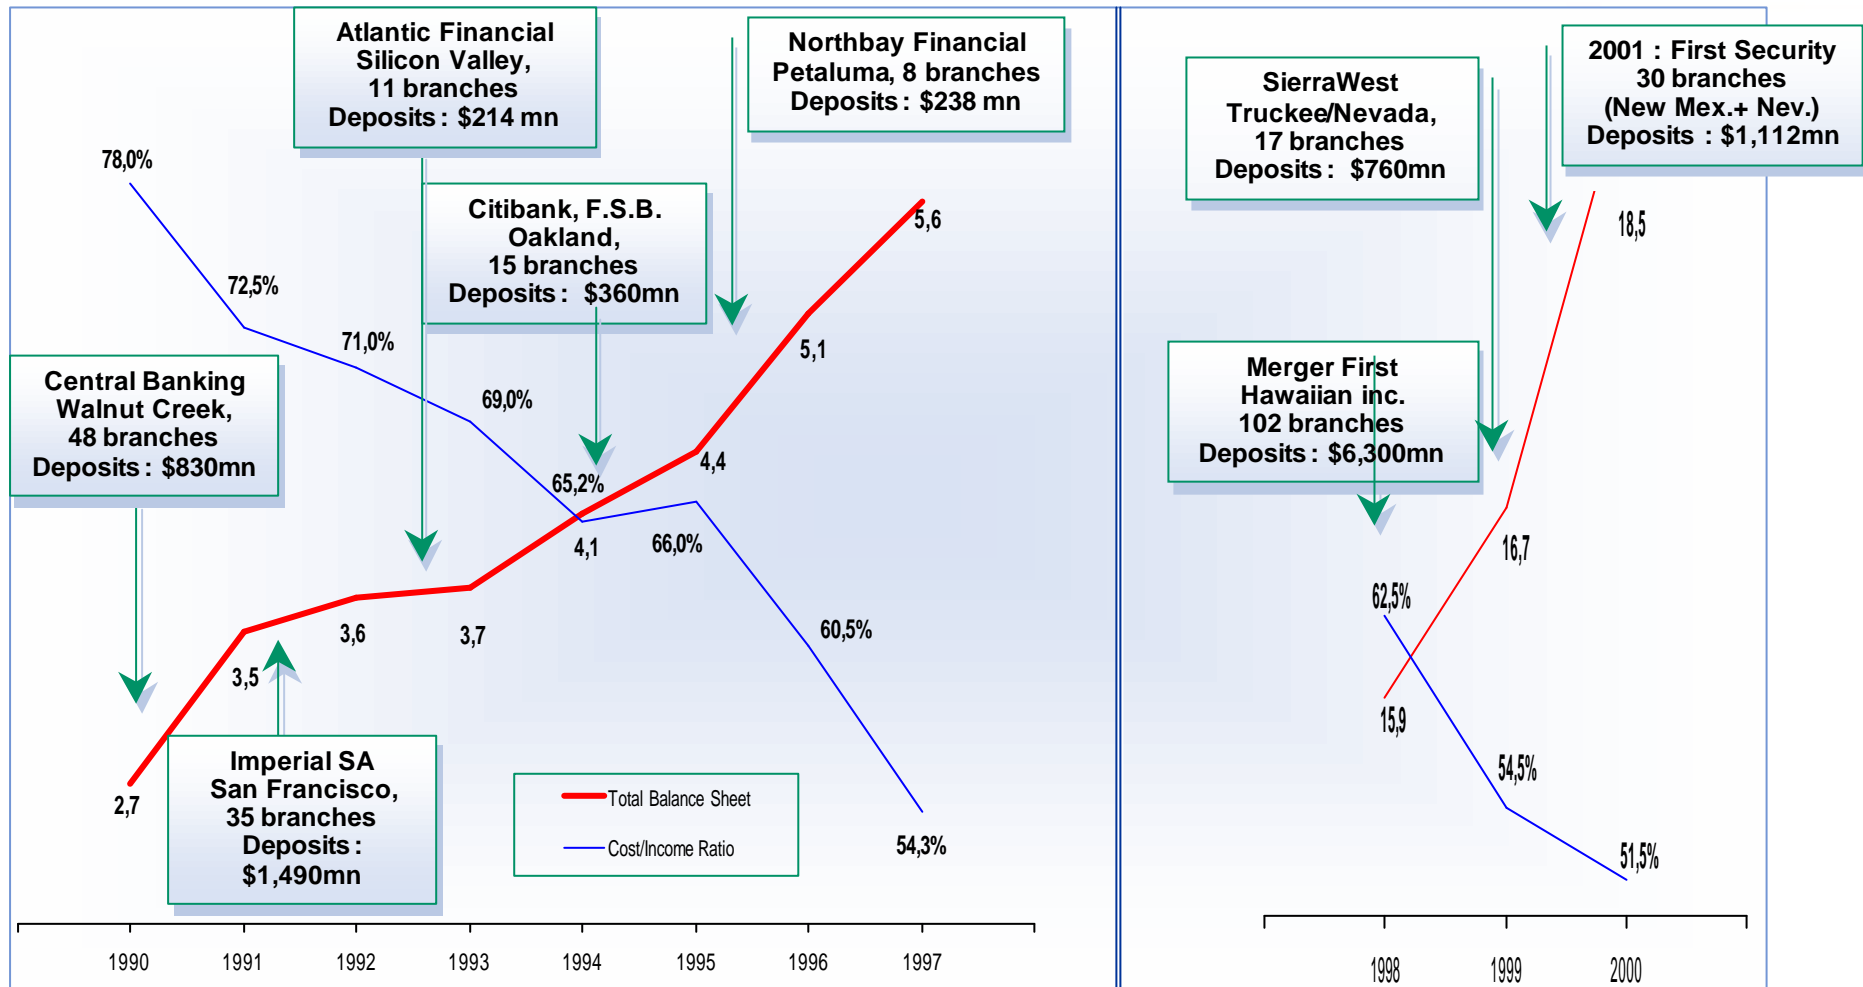 Atlantic Financial
Silicon Valley,
11 branches
Deposits : $214 mn
Northbay Financial
Petaluma, 8 branches
Deposits : $238 mn
SierraWest
Truckee/Nevada,
17 branches
Deposits : $760mn
2001 : First Security
30 branches
(New Mex.+ Nev.)
Deposits : $1,112mn
Citibank, F.S.B.
Oakland,
15 branches
Deposits : $360mn
Central Banking
Walnut Creek,
48 branches
Deposits : $830mn
Merger First
Hawaiian inc.
102 branches
Deposits : $6,300mn
Imperial SA
San Francisco,
35 branches
Deposits :
$1,490mn
78,0%
72,5%
71,0%
69,0%
65,2%
66,0%
60,5%
54,3%
2,7
3,5
3,6
3,7
4,1
4,4
5,1
5,6
62,5%
54,5%
51,5%
15,9
16,7
18,5
Total Balance Sheet
Cost/Income Ratio
1990
1991
1992
1993
1994
1995
1996
1997
1998
1999
2000